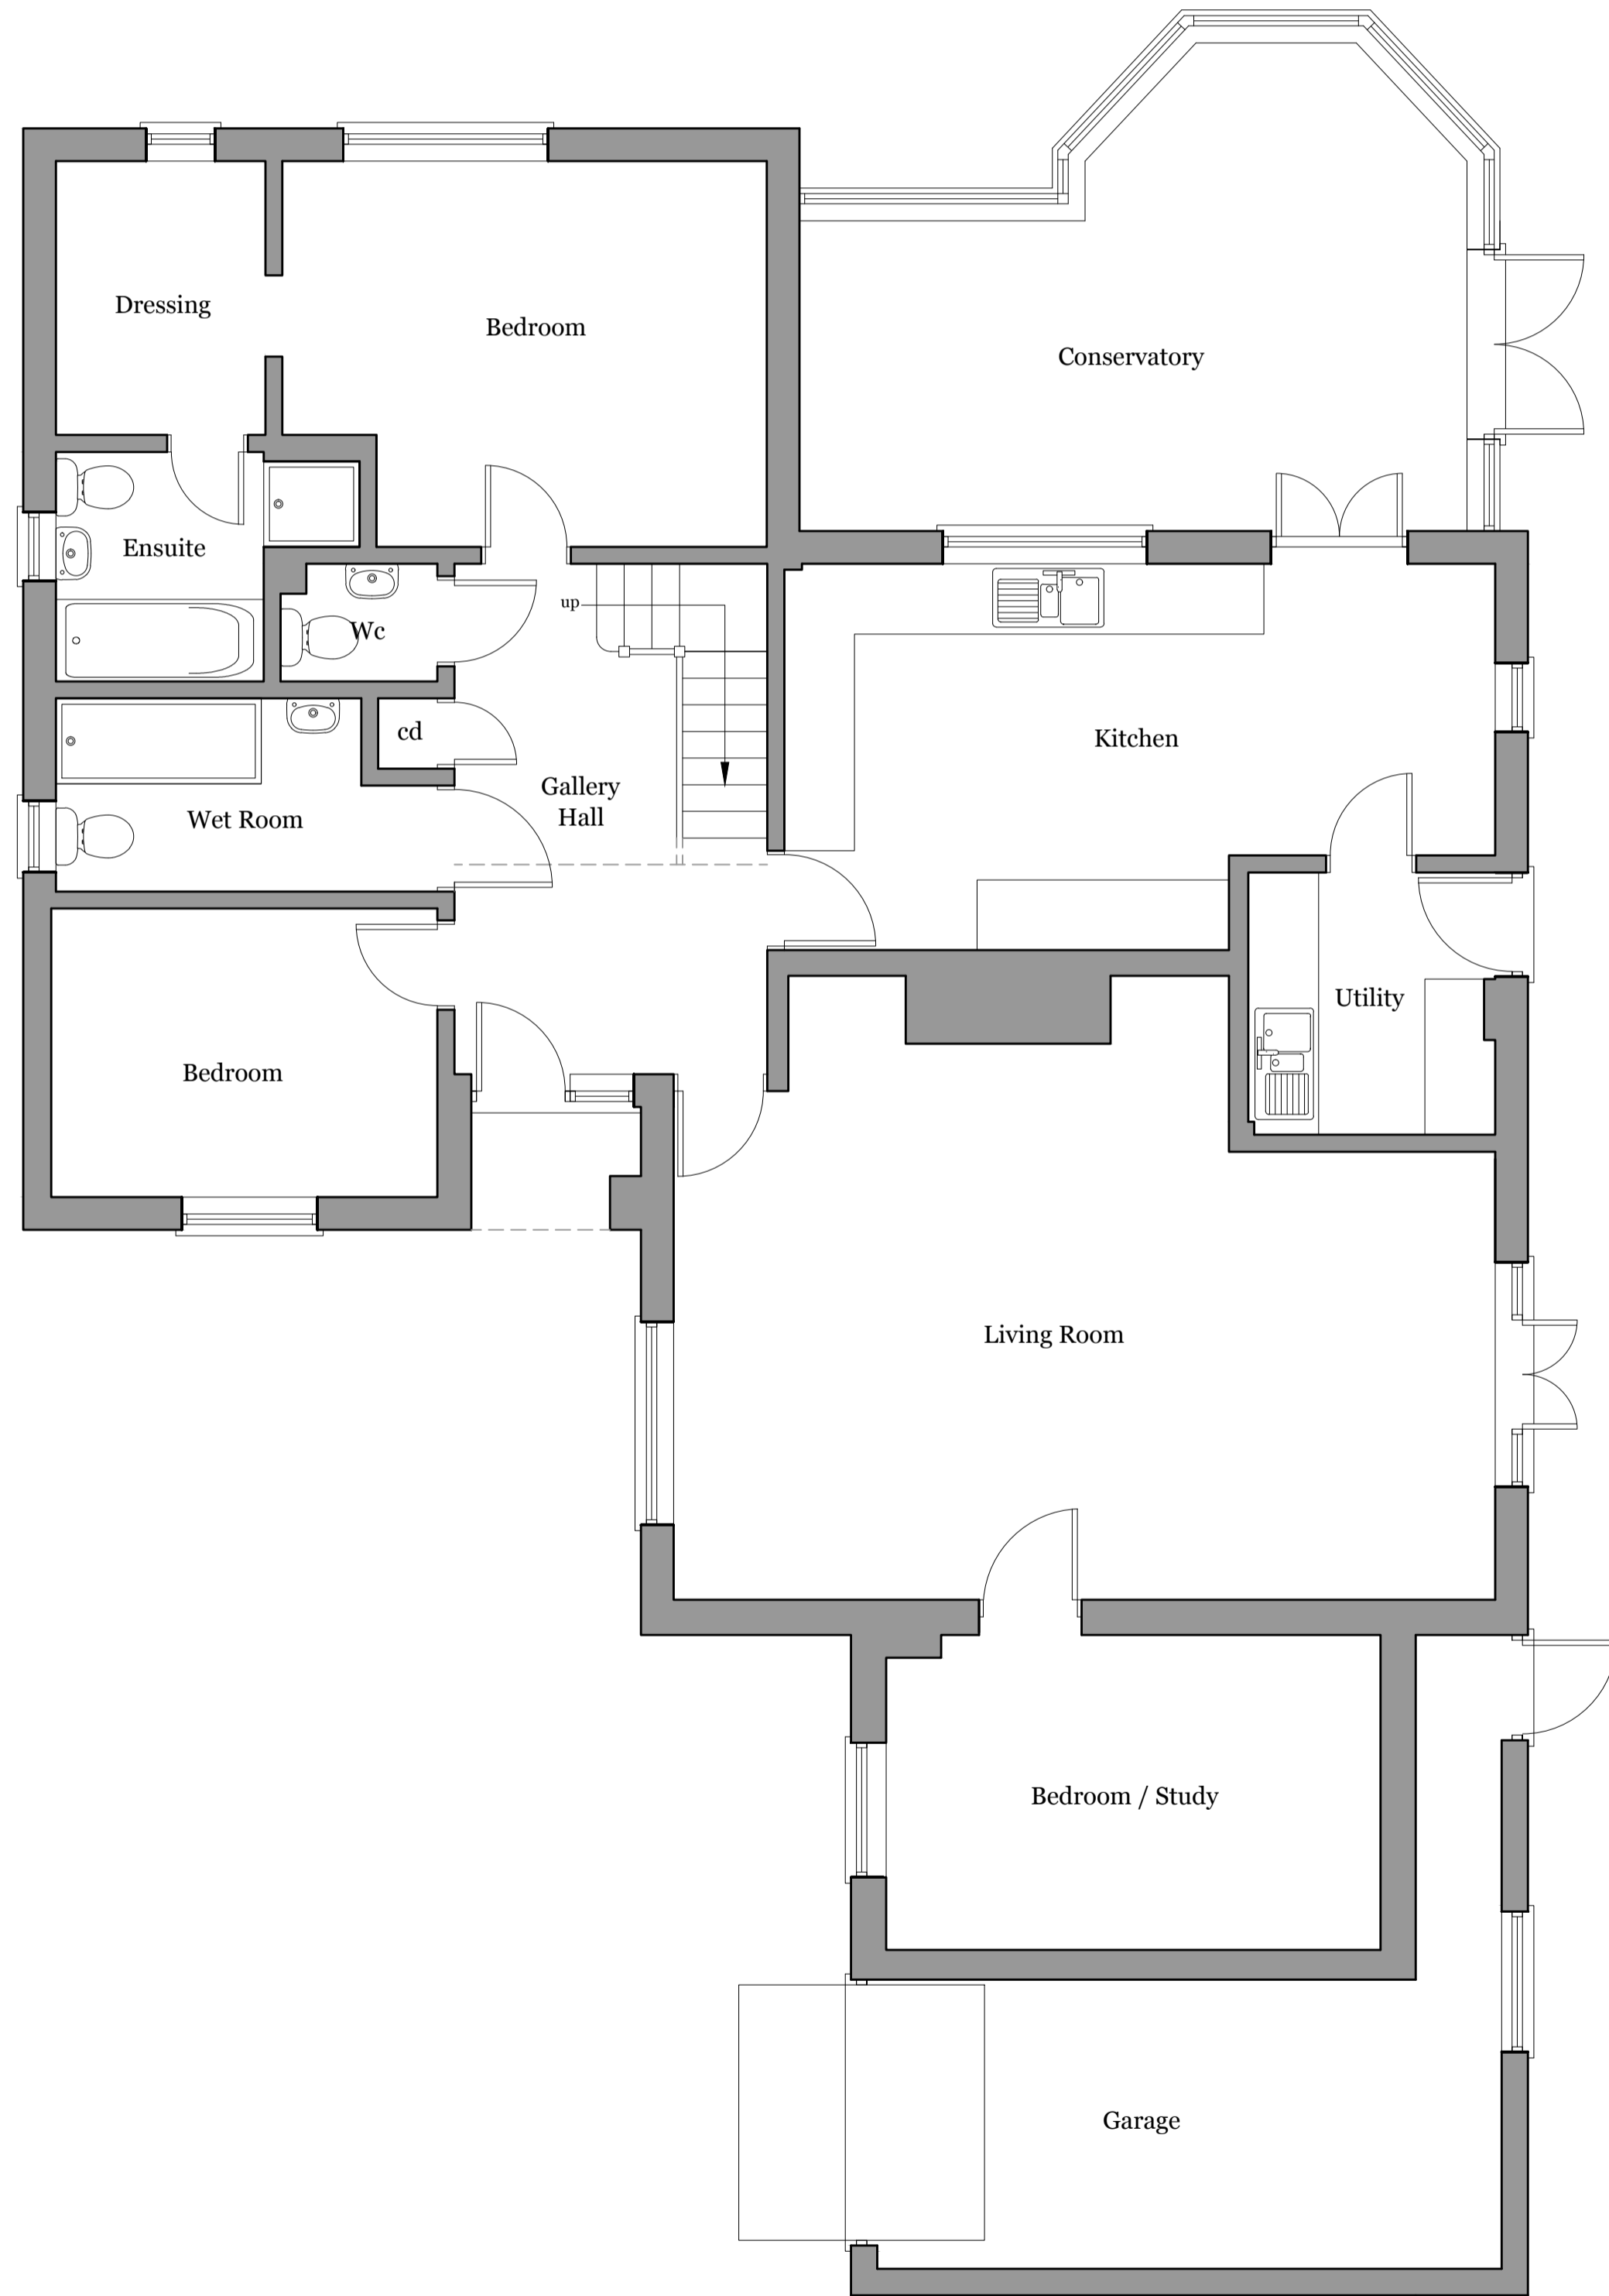 Dressing
Bedroom
Conservatory
Ensuite
up
Wc
cd
Kitchen
Gallery
Hall
Wet Room
Utility
Bedroom
Living Room
Bedroom / Study
Garage